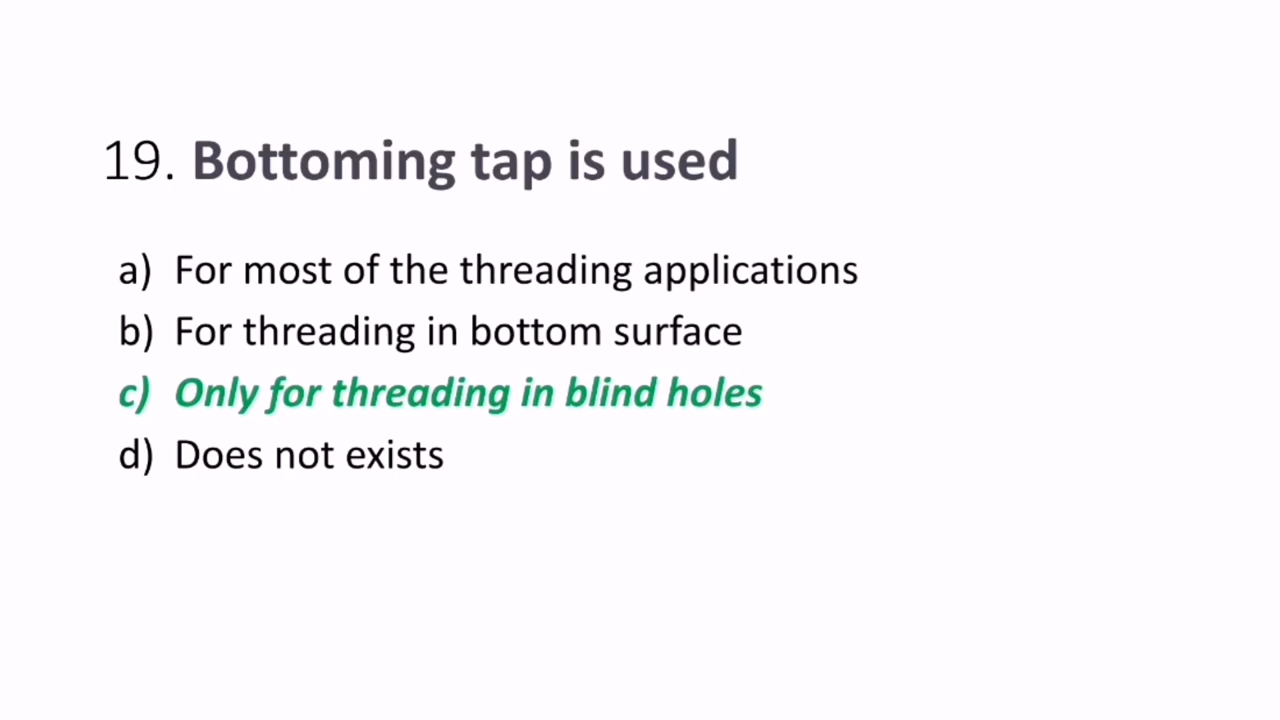 19. Bottoming tap is used
a) For most of the threading applications
b) For threading in bottom surface
c) Only for threading in blind holes
d) Does not exists